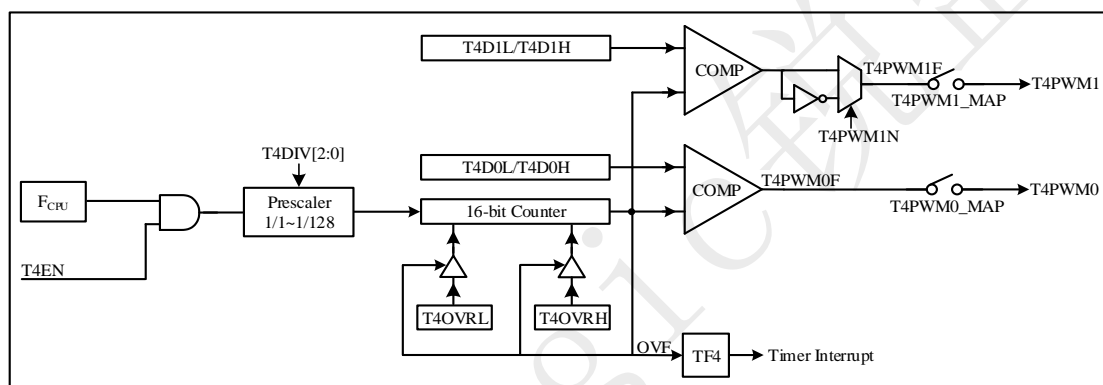 T4D1L/T4D1H
COMP
T4PWM1F
T4PWM1
T4PWM1_MAP
T4PWM1N
T4DIV[2:0]
T4D0L/T4D0H
F_CPU
Prescaler
1/1~1/128
16-bit Counter
COMP
T4PWM0F
T4PWM0
T4PWM0_MAP
T4EN
T4OVRL
T4OVRH
OVF
TF4
Timer Interrupt